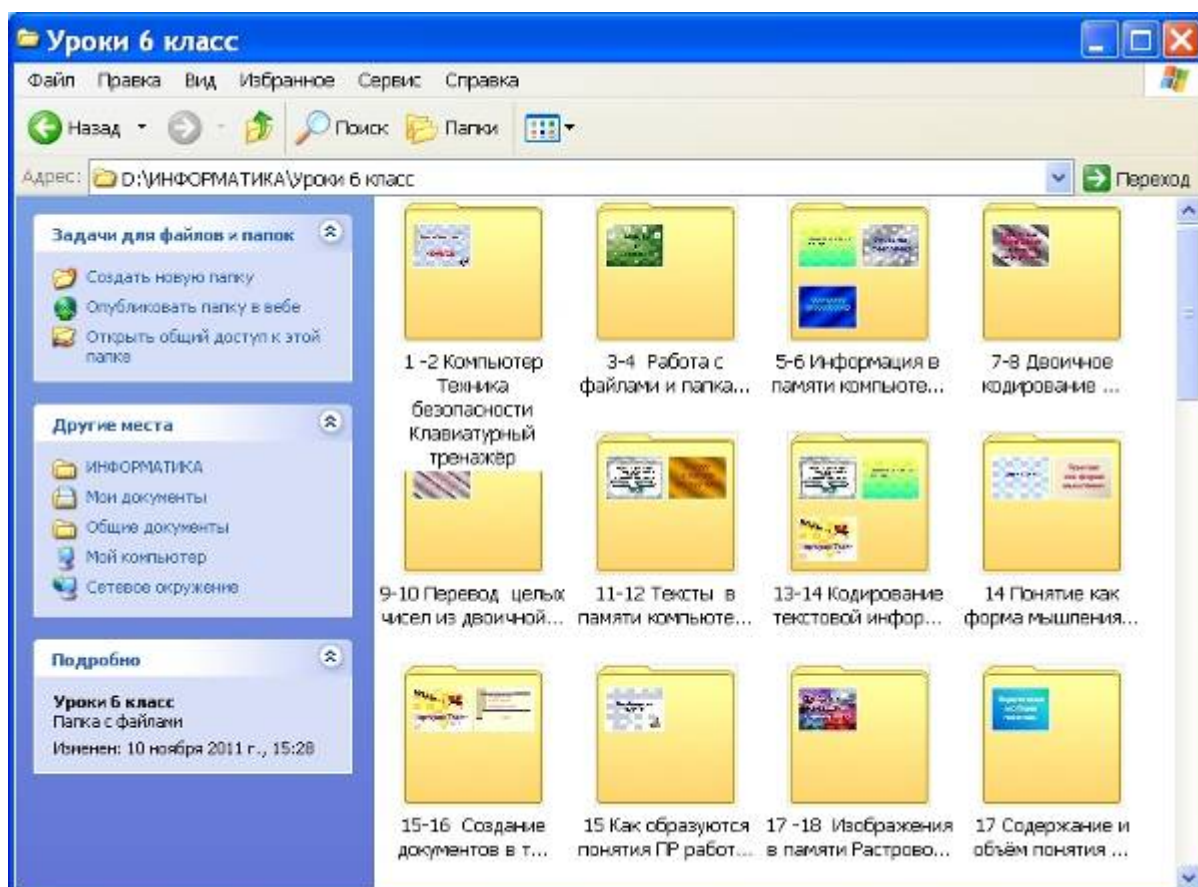 Уроки 6 класс
Файл Правка Вид Избранное Сервис Справка
Назад Поиск Папки
Адрес: D:\ИНФОРМАТИКА\Уроки 6 класс Переход
Задачи для файлов и папок
Создать новую папку
Опубликовать папку в вебе
Открыть общий доступ к этой
папке
Другие места
ИНФОРМАТИКА
Мои документы
Общие документы
Мой компьютер
Сетевое окружение
Подробно
Уроки 6 класс
Папка с файлами
Изменен: 10 ноября 2011 г., 15:28
1 -2 Компьютер
Техника
безопасности
Клавиатурный
тренажёр
3-4 Работа с
файлами и папка...
5-6 Информация в
памяти компьюте...
7-8 Двоичное
кодирование ...
9-10 Перевод целых
чисел из двоичной...
11-12 Тексты в
памяти компьюте...
13-14 Кодирование
текстовой инфор...
14 Понятие как
форма мышления...
15-16 Создание
документов в т...
15 Как образуются
понятия ПР работ...
17 -18 Изображения
в памяти Растрово...
17 Содержание и
объём понятия ...